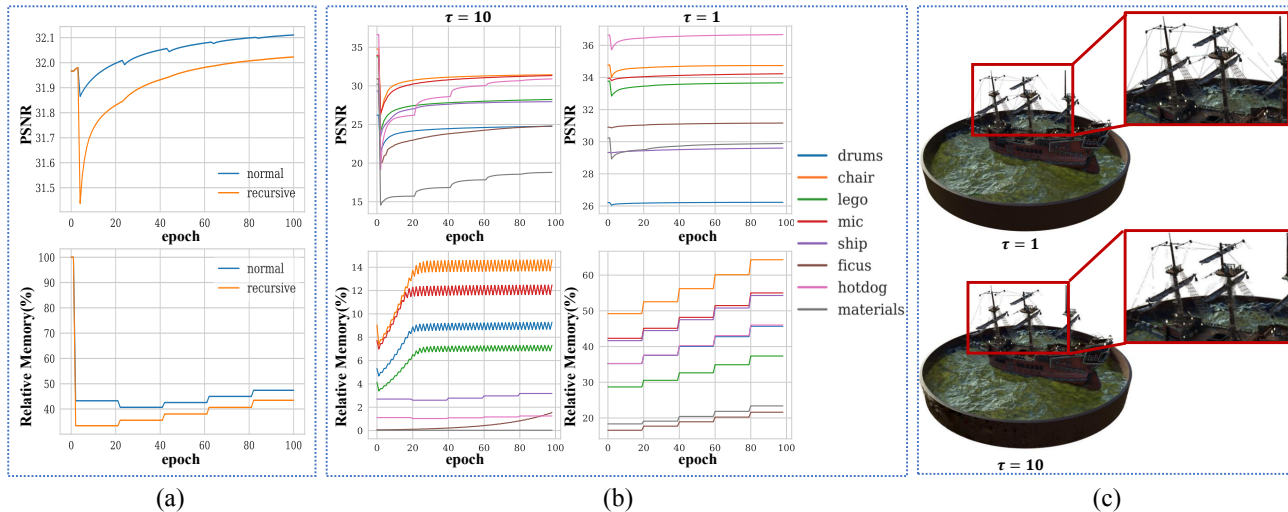 τ = 10
τ = 1
32.1
32.0
31.9
31.8
31.7
31.6
31.5
PSNR
normal
recursive
0 20 40 60 80 100
epoch
100
90
80
70
60
50
40
Relative Memory(%)
normal
recursive
0 20 40 60 80 100
epoch
(a)
35
30
25
20
15
PSNR
0 20 40 60 80 100
epoch
36
34
32
30
28
26
PSNR
0 20 40 60 80 100
epoch
14
12
10
8
6
4
2
0
Relative Memory(%)
0 20 40 60 80 100
epoch
60
50
40
30
20
Relative Memory(%)
0 20 40 60 80 100
epoch
drums
chair
lego
mic
ship
ficus
hotdog
materials
(b)
τ = 1
τ = 10
(c)